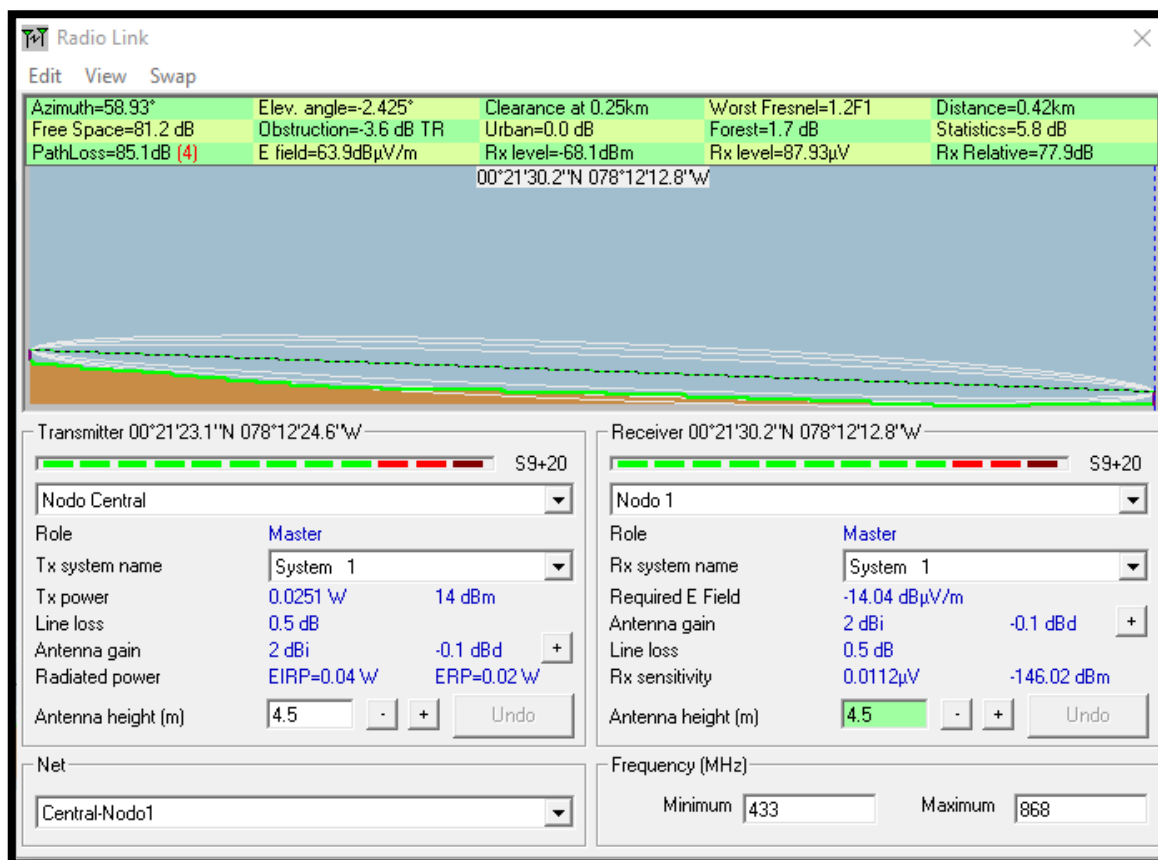 Radio Link
Edit View Swap
Azimuth=58.93° Elev. angle=-2.425° Clearance at 0.25km Worst Fresnel=1.2F1 Distance=0.42km
Free Space=81.2 dB Obstruction=-3.6 dB TR Urban=0.0 dB Forest=1.7 dB Statistics=5.8 dB
PathLoss=85.1dB (4) E field=63.9dBµV/m Rx level=-68.1dBm Rx level=87.93µV Rx Relative=77.9dB
00°21'30.2"N 078°12'12.8"W
Transmitter 00°21'23.1"N 078°12'24.6"W
S9+20
Nodo Central
Role Master
Tx system name System 1
Tx power 0.0251 W 14 dBm
Line loss 0.5 dB
Antenna gain 2 dBi -0.1 dBd +
Radiated power EIRP=0.04 W ERP=0.02 W
Antenna height (m) 4.5 - + Undo
Net
Central-Nodo1
Receiver 00°21'30.2"N 078°12'12.8"W
S9+20
Nodo 1
Role Master
Rx system name System 1
Required E Field -14.04 dBµV/m
Antenna gain 2 dBi -0.1 dBd +
Line loss 0.5 dB
Rx sensitivity 0.0112µV -146.02 dBm
Antenna height (m) 4.5 - + Undo
Frequency (MHz)
Minimum 433 Maximum 868